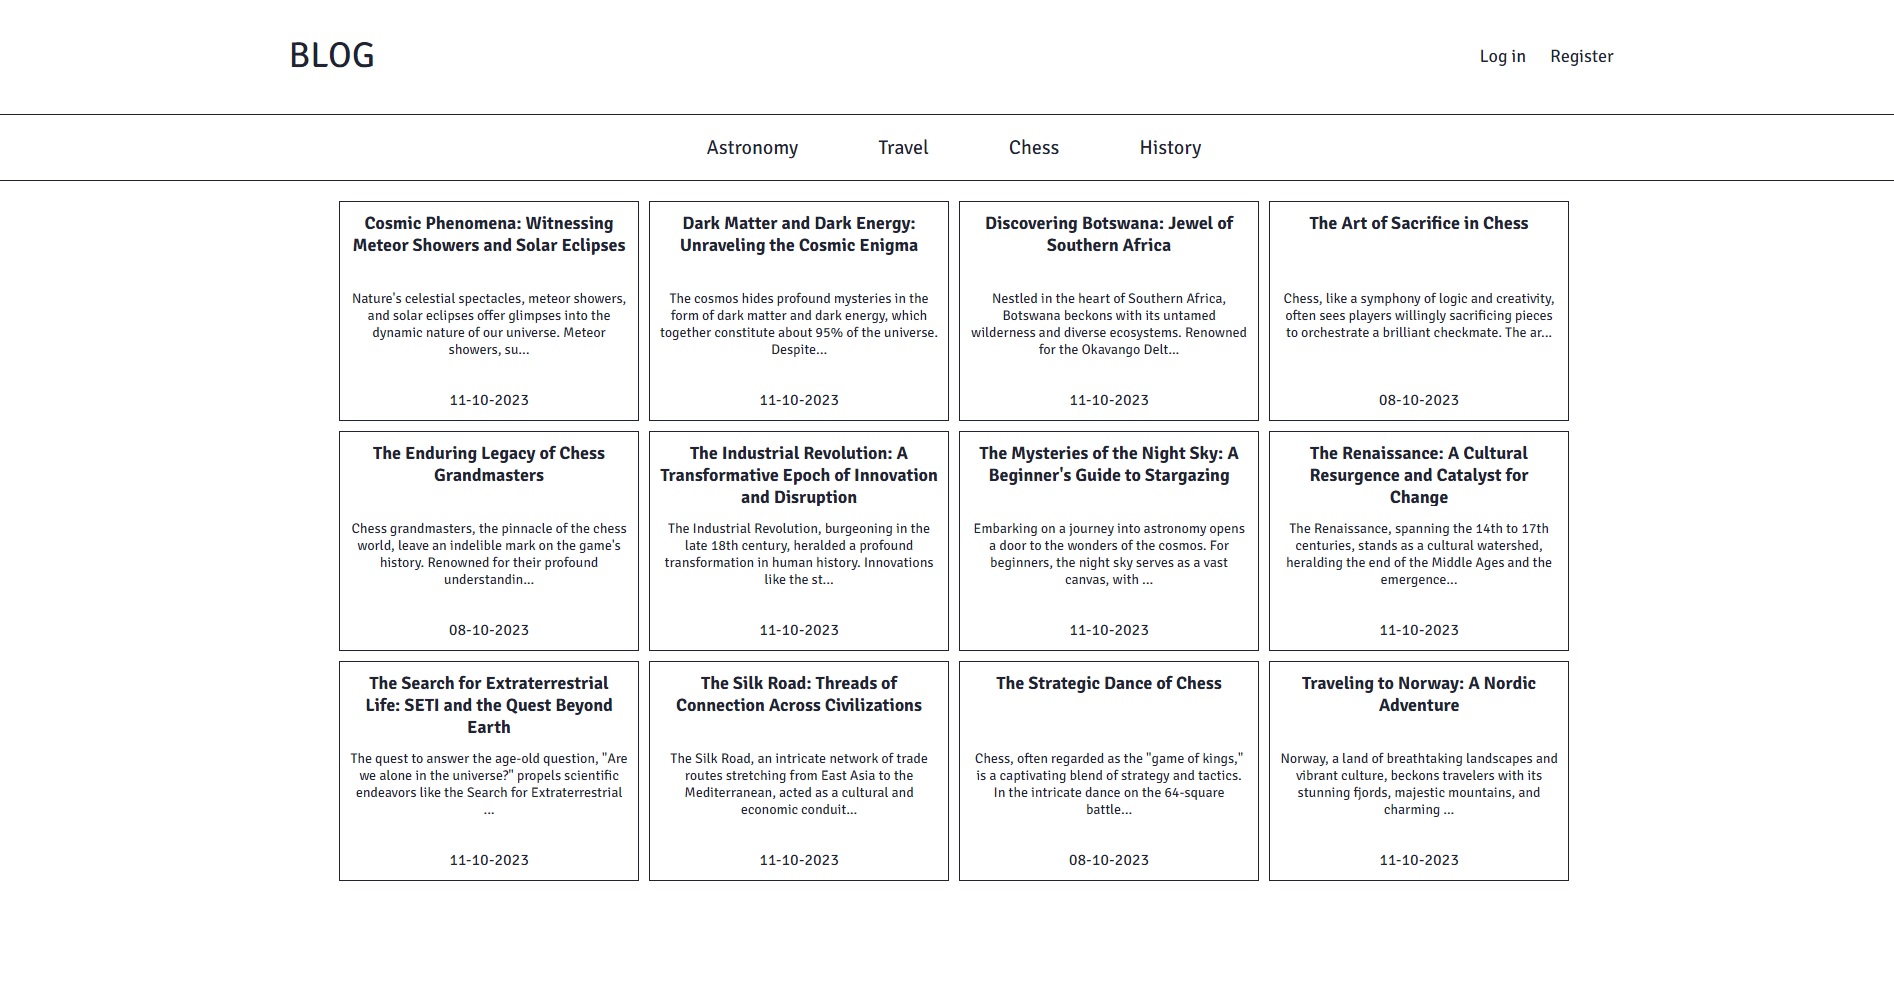 BLOG
Log in Register
Astronomy Travel Chess History
Cosmic Phenomena: Witnessing
Meteor Showers and Solar Eclipses
Nature's celestial spectacles, meteor showers,
and solar eclipses offer glimpses into the
dynamic nature of our universe. Meteor
showers, su...
11-10-2023
Dark Matter and Dark Energy:
Unraveling the Cosmic Enigma
The cosmos hides profound mysteries in the
form of dark matter and dark energy, which
together constitute about 95% of the universe.
Despite...
11-10-2023
Discovering Botswana: Jewel of
Southern Africa
Nestled in the heart of Southern Africa,
Botswana beckons with its untamed
wilderness and diverse ecosystems. Renowned
for the Okavango Delt...
11-10-2023
The Art of Sacrifice in Chess
Chess, like a symphony of logic and creativity,
often sees players willingly sacrificing pieces
to orchestrate a brilliant checkmate. The ar...
08-10-2023
The Enduring Legacy of Chess
Grandmasters
Chess grandmasters, the pinnacle of the chess
world, leave an indelible mark on the game's
history. Renowned for their profound
understandin...
08-10-2023
The Industrial Revolution: A
Transformative Epoch of Innovation
and Disruption
The Industrial Revolution, burgeoning in the
late 18th century, heralded a profound
transformation in human history. Innovations
like the st...
11-10-2023
The Mysteries of the Night Sky: A
Beginner's Guide to Stargazing
Embarking on a journey into astronomy opens
a door to the wonders of the cosmos. For
beginners, the night sky serves as a vast
canvas, with ...
11-10-2023
The Renaissance: A Cultural
Resurgence and Catalyst for
Change
The Renaissance, spanning the 14th to 17th
centuries, stands as a cultural watershed,
heralding the end of the Middle Ages and the
emergence...
11-10-2023
The Search for Extraterrestrial
Life: SETI and the Quest Beyond
Earth
The quest to answer the age-old question, "Are
we alone in the universe?" propels scientific
endeavors like the Search for Extraterrestrial
...
11-10-2023
The Silk Road: Threads of
Connection Across Civilizations
The Silk Road, an intricate network of trade
routes stretching from East Asia to the
Mediterranean, acted as a cultural and
economic conduit...
11-10-2023
The Strategic Dance of Chess
Chess, often regarded as the "game of kings,"
is a captivating blend of strategy and tactics.
In the intricate dance on the 64-square
battle...
08-10-2023
Traveling to Norway: A Nordic
Adventure
Norway, a land of breathtaking landscapes and
vibrant culture, beckons travelers with its
stunning fjords, majestic mountains, and
charming ...
11-10-2023